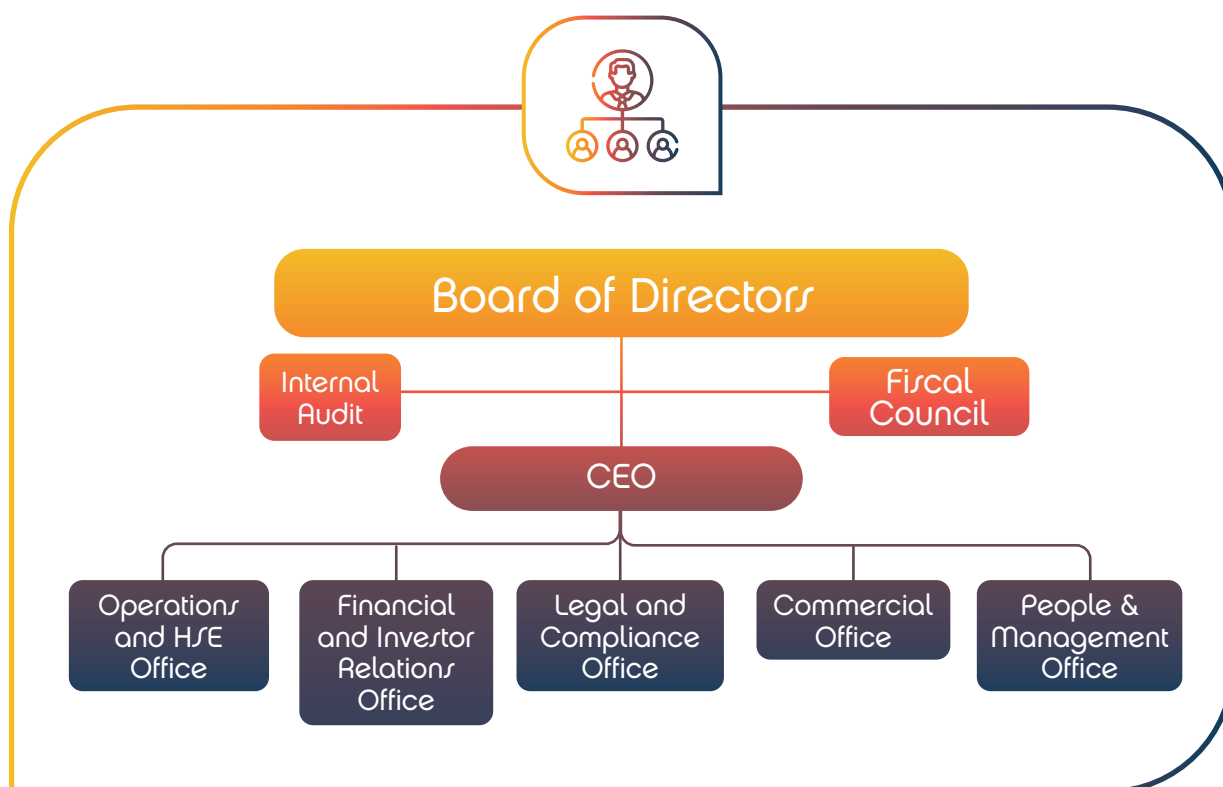 Board of Directors
Internal
Audit
Fiscal
Council
CEO
Operations
and HSE
Office
Financial
and Investor
Relations
Office
Legal and
Compliance
Office
Commercial
Office
People &
Management
Office